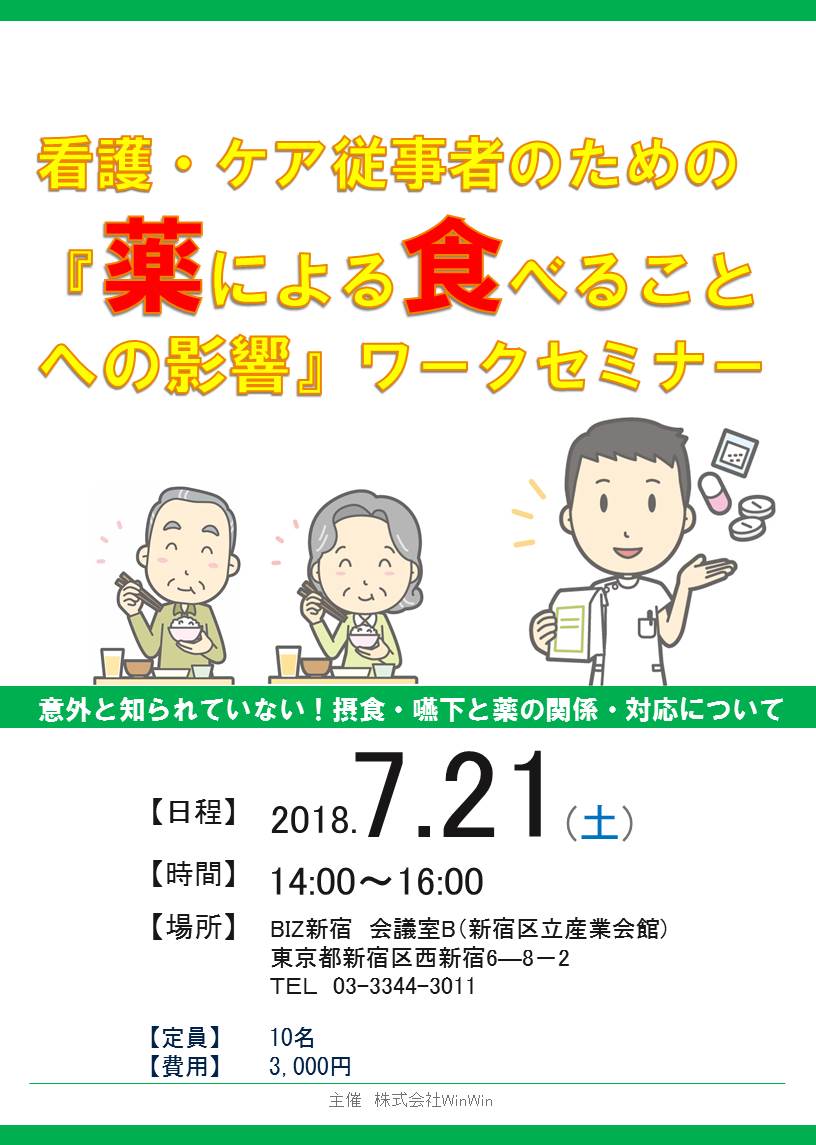 看護・ケア従事者のための
『薬による食べること
への影響』ワークセミナー
意外と知られていない！摂食・嚥下と薬の関係・対応について
【日程】 2018.7.21（土）
【時間】 14:00～16:00
【場所】 BIZ新宿　会議室B（新宿区立産業会館）
東京都新宿区西新宿6―8－2
ＴＥＬ　03-3344-3011
【定員】 10名
【費用】 3,000円
主催　株式会社WinWin